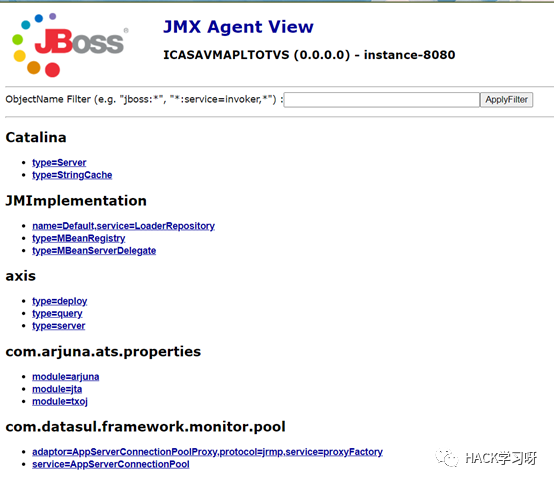 JBoss
JMX Agent View
ICASAVMAPLTOTVS (0.0.0.0) - instance-8080
ObjectName Filter (e.g. "jboss:*", "*:service=invoker,*") : ApplyFilter
Catalina
type=Server
type=StringCache
JMImplementation
name=Default,service=LoaderRepository
type=MBeanRegistry
type=MBeanServerDelegate
axis
type=deploy
type=query
type=server
com.arjuna.ats.properties
module=arjuna
module=jta
module=txoj
com.datasul.framework.monitor.pool
adaptor=AppServerConnectionPoolProxy,protocol=jrmp,service=proxyFactory
service=AppServerConnectionPool
HACK学习呀